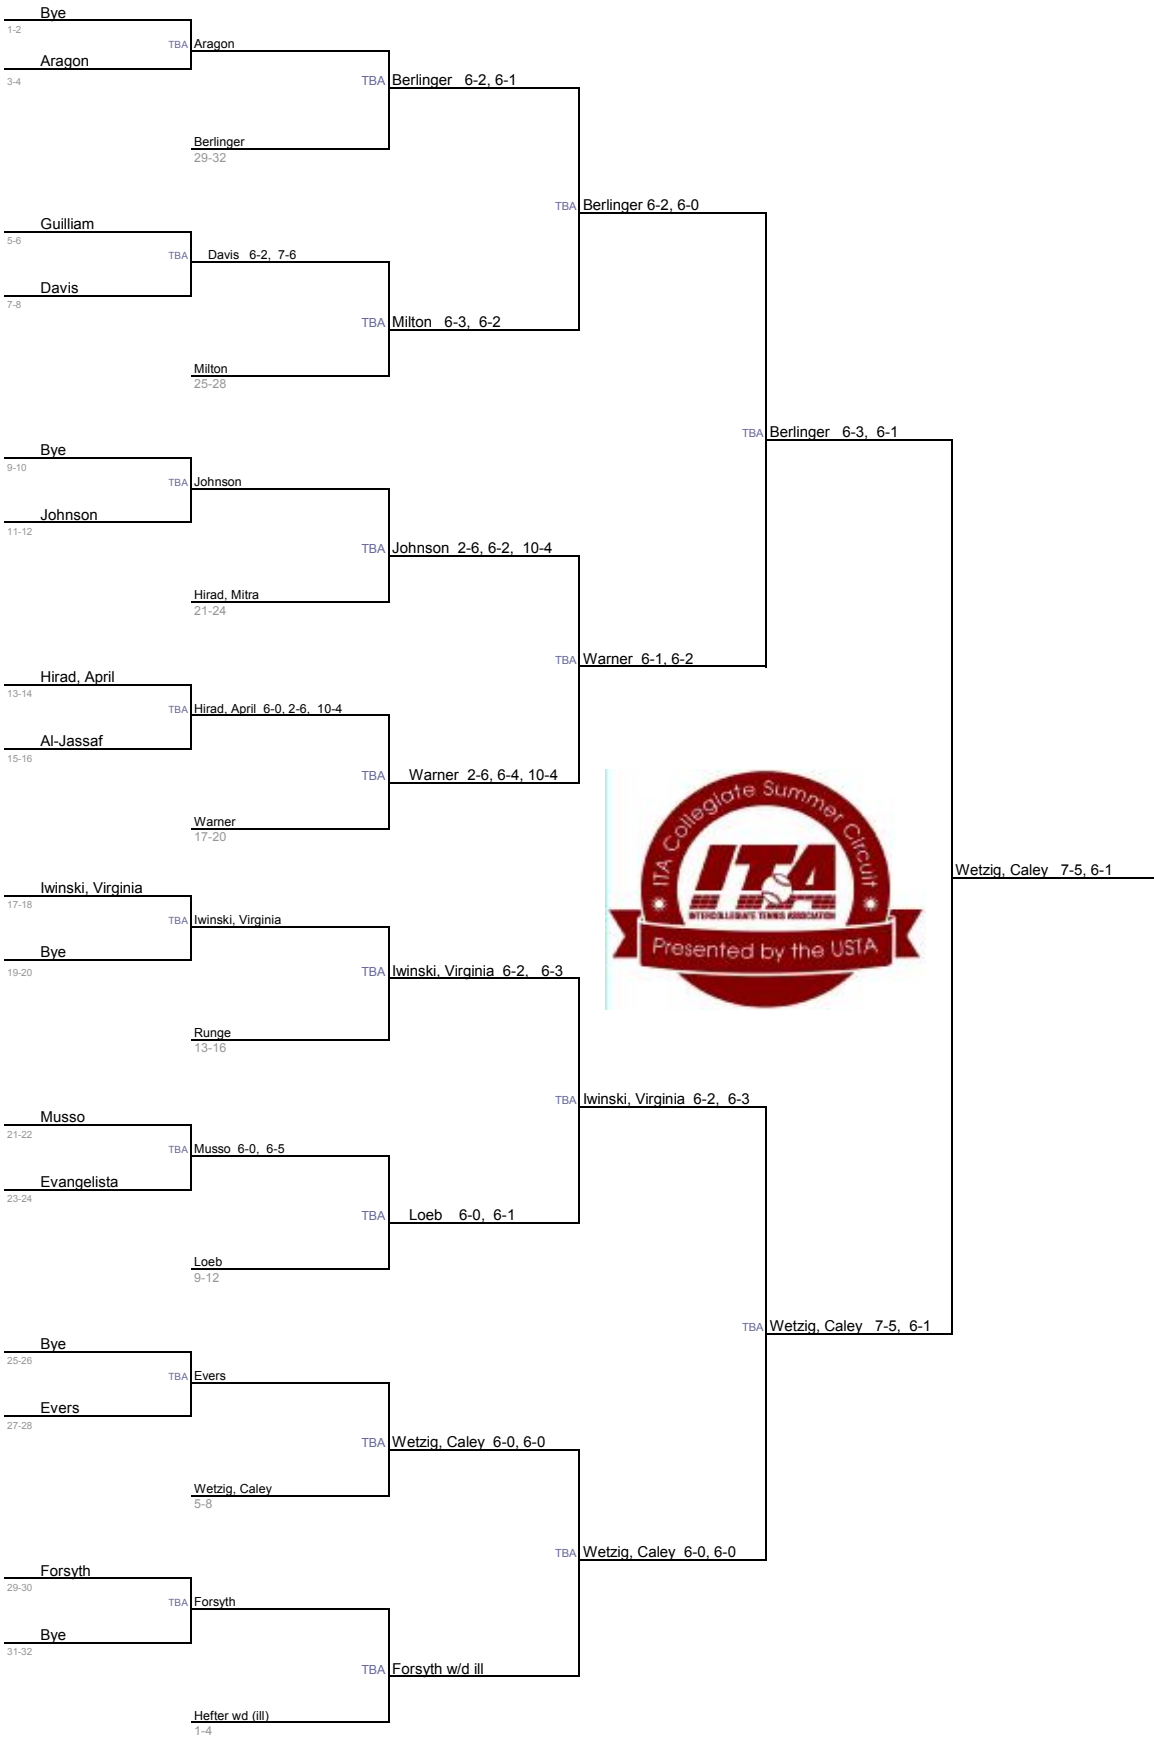 Bye
1-2
TBA Aragon
Aragon
3-4
TBA Berlinger 6-2, 6-1
Berlinger
29-32
TBA Berlinger 6-2, 6-0
Guilliam
5-6
TBA Davis 6-2, 7-6
Davis
7-8
TBA Milton 6-3, 6-2
Milton
25-28
TBA Berlinger 6-3, 6-1
Bye
9-10
TBA Johnson
Johnson
11-12
TBA Johnson 2-6, 6-2, 10-4
Hirad, Mitra
21-24
TBA Warner 6-1, 6-2
Hirad, April
13-14
TBA Hirad, April 6-0, 2-6, 10-4
Al-Jassaf
15-16
TBA Warner 2-6, 6-4, 10-4
Warner
17-20
ITA Collegiate Summer Circuit
ITA
INTERCOLLEGIATE TENNIS ASSOCIATION
Presented by the USTA
Wetzig, Caley 7-5, 6-1
Iwinski, Virginia
17-18
TBA Iwinski, Virginia
Bye
19-20
TBA Iwinski, Virginia 6-2, 6-3
Runge
13-16
TBA Iwinski, Virginia 6-2, 6-3
Musso
21-22
TBA Musso 6-0, 6-5
Evangelista
23-24
TBA Loeb 6-0, 6-1
Loeb
9-12
TBA Wetzig, Caley 7-5, 6-1
Bye
25-26
TBA Evers
Evers
27-28
TBA Wetzig, Caley 6-0, 6-0
Wetzig, Caley
5-8
TBA Wetzig, Caley 6-0, 6-0
Forsyth
29-30
TBA Forsyth
Bye
31-32
TBA Forsyth w/d ill
Hefter wd (ill)
1-4